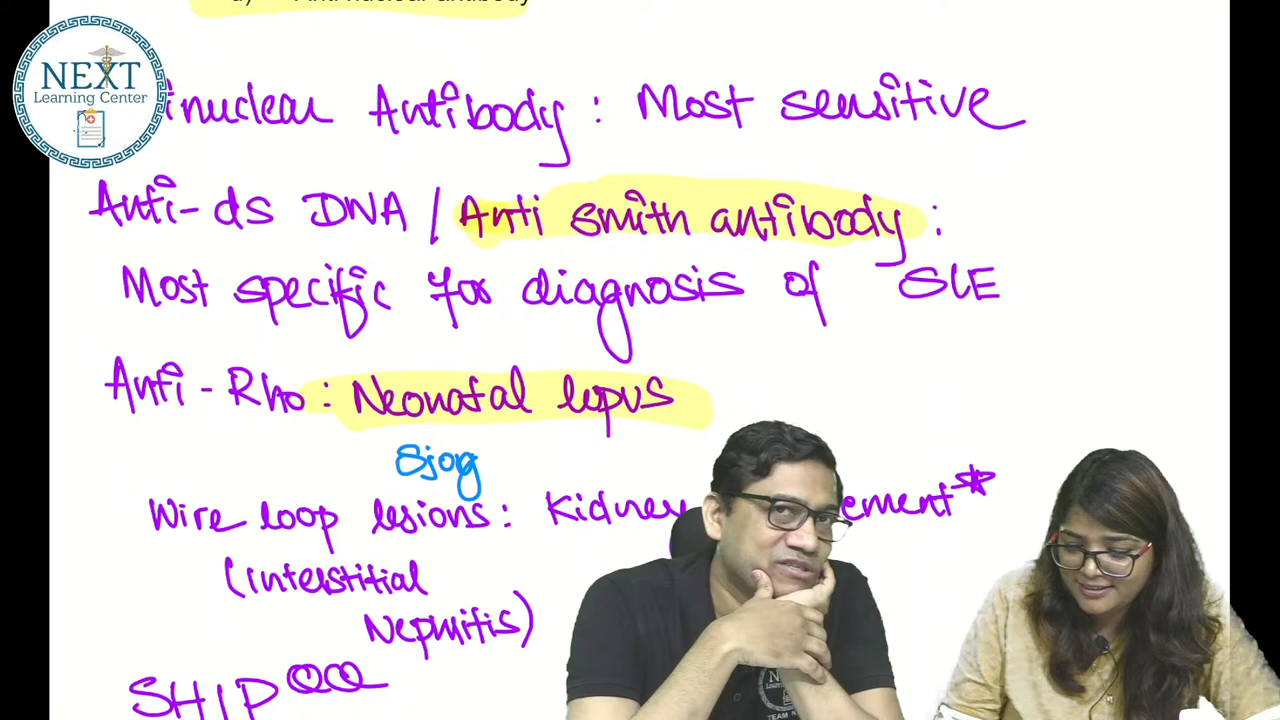 NEXT
Learning Center
inuclear Antibody : Most sensitive
Anti-ds DNA / Anti smith antibody :
Most specific for diagnosis of SLE
Anti-Rho : Neonatal lupus
Sjog
Wire loop lesions : Kidney ement*
(interstitial
Nephritis)
SHIP